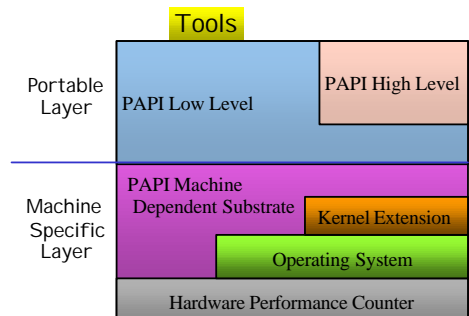 Tools
Portable
Layer
PAPI Low Level
PAPI High Level
Machine
Specific
Layer
PAPI Machine
Dependent Substrate
Kernel Extension
Operating System
Hardware Performance Counter